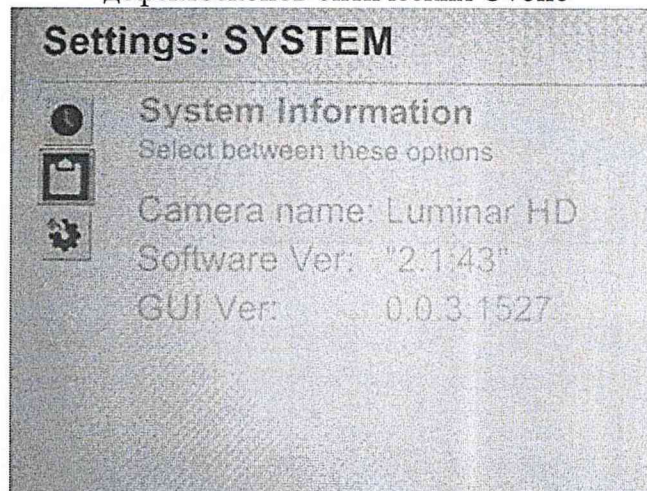 Settings: SYSTEM
System Information
Select between these options
Camera name: Luminar HD
Software Ver: "2.1:43"
GUI Ver: 0.0.3.1527